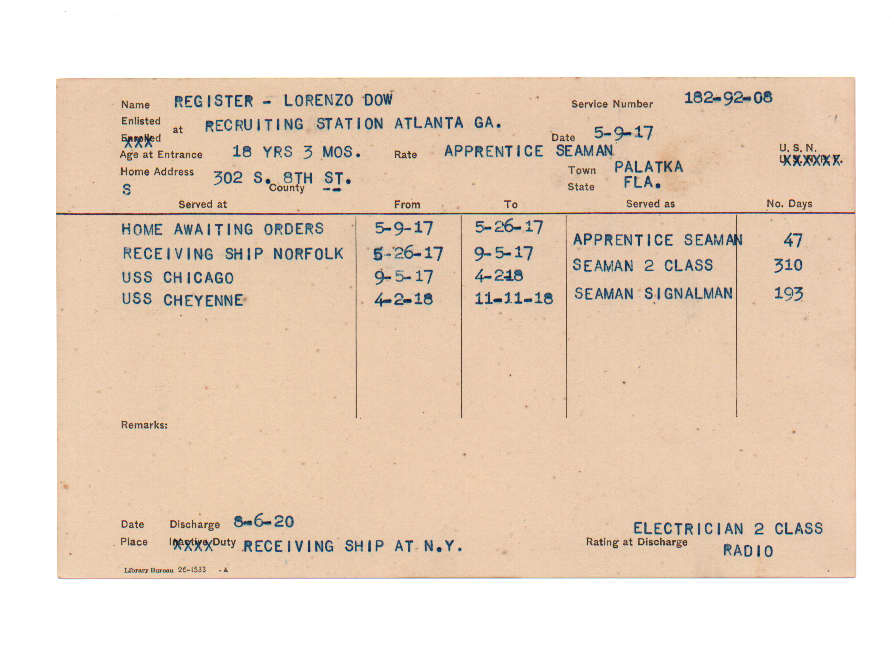 Name REGISTER - LORENZO DOW Service Number 182-92-08
Enlisted
Enrolled at RECRUITING STATION ATLANTA GA. Date 5-9-17
Age at Entrance 18 YRS 3 MOS. Rate APPRENTICE SEAMAN U. S. N.
Home Address 302 S. 8TH ST. Town PALATKA
S County -- State FLA.
Served at From To Served as No. Days
HOME AWAITING ORDERS 5-9-17 5-26-17 APPRENTICE SEAMAN 47
RECEIVING SHIP NORFOLK 5-26-17 9-5-17 SEAMAN 2 CLASS 310
USS CHICAGO 9-5-17 4-2-18 SEAMAN SIGNALMAN 193
USS CHEYENNE 4-2-18 11-11-18
Remarks:
Date Discharge 8-6-20 ELECTRICIAN 2 CLASS
Place Inactive Duty RECEIVING SHIP AT N.Y. Rating at Discharge RADIO
Library Bureau 26-1533 -A